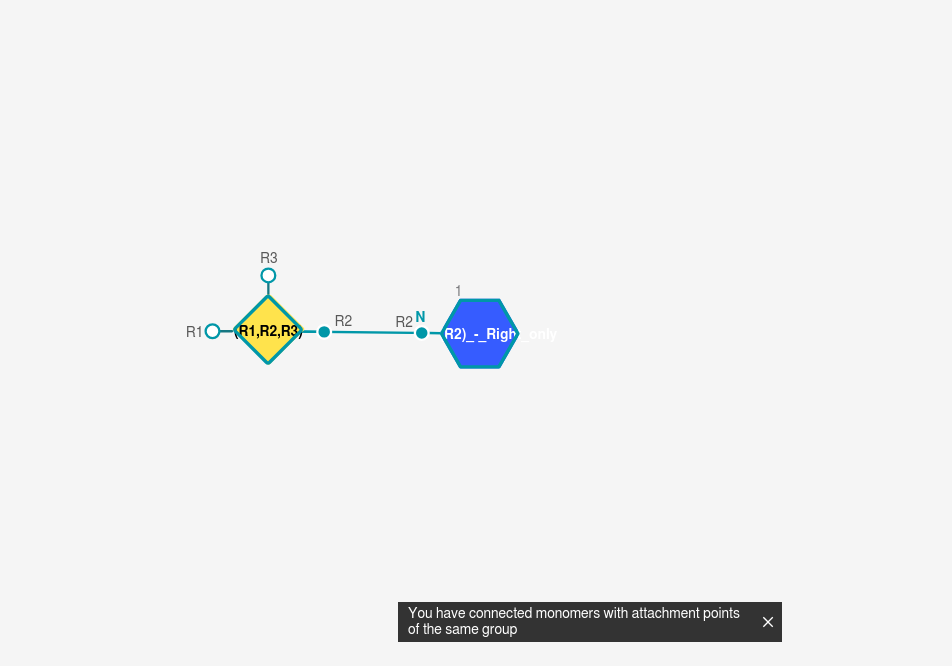 R3
1
R1
(R1,R2,R3)
R2
R2
N
R2)_-_Right_only
You have connected monomers with attachment points
of the same group